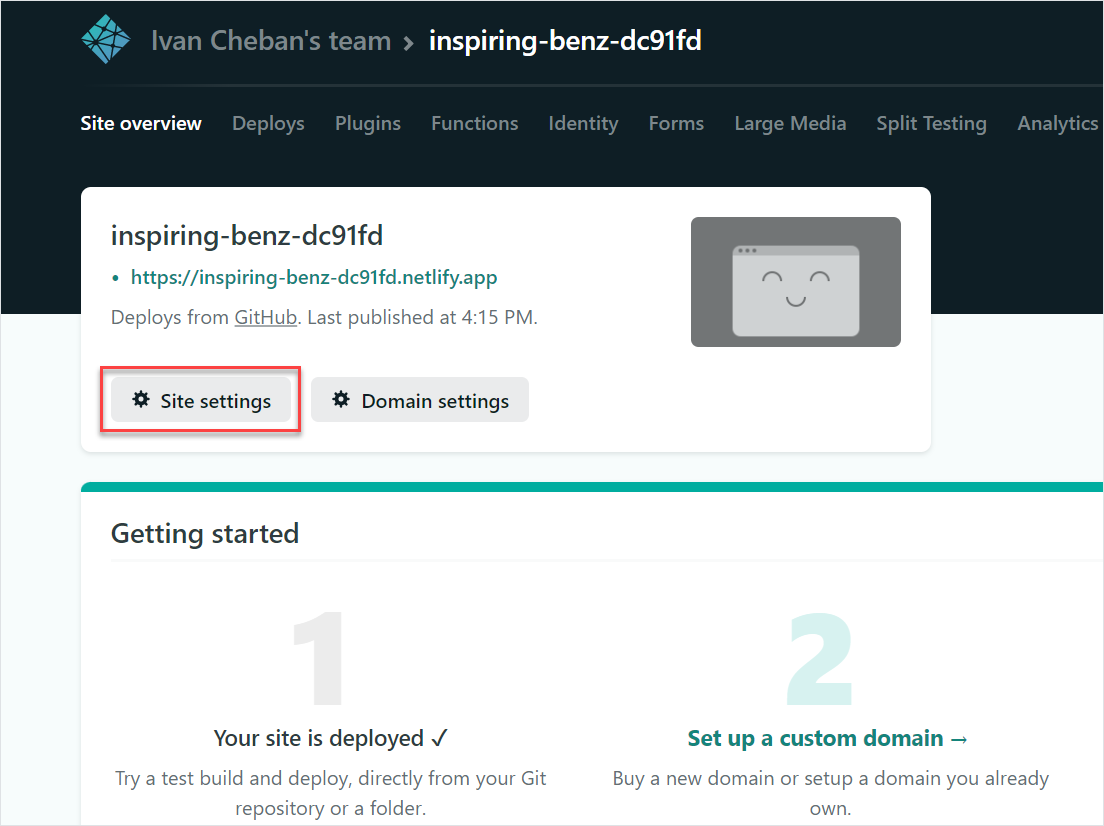 Ivan Cheban's team > inspiring-benz-dc91fd
Site overview Deploys Plugins Functions Identity Forms Large Media Split Testing Analytics
inspiring-benz-dc91fd
• https://inspiring-benz-dc91fd.netlify.app
Deploys from GitHub. Last published at 4:15 PM.
Site settings Domain settings
Getting started
1
Your site is deployed ✓
Try a test build and deploy, directly from your Git
repository or a folder.
2
Set up a custom domain →
Buy a new domain or setup a domain you already
own.